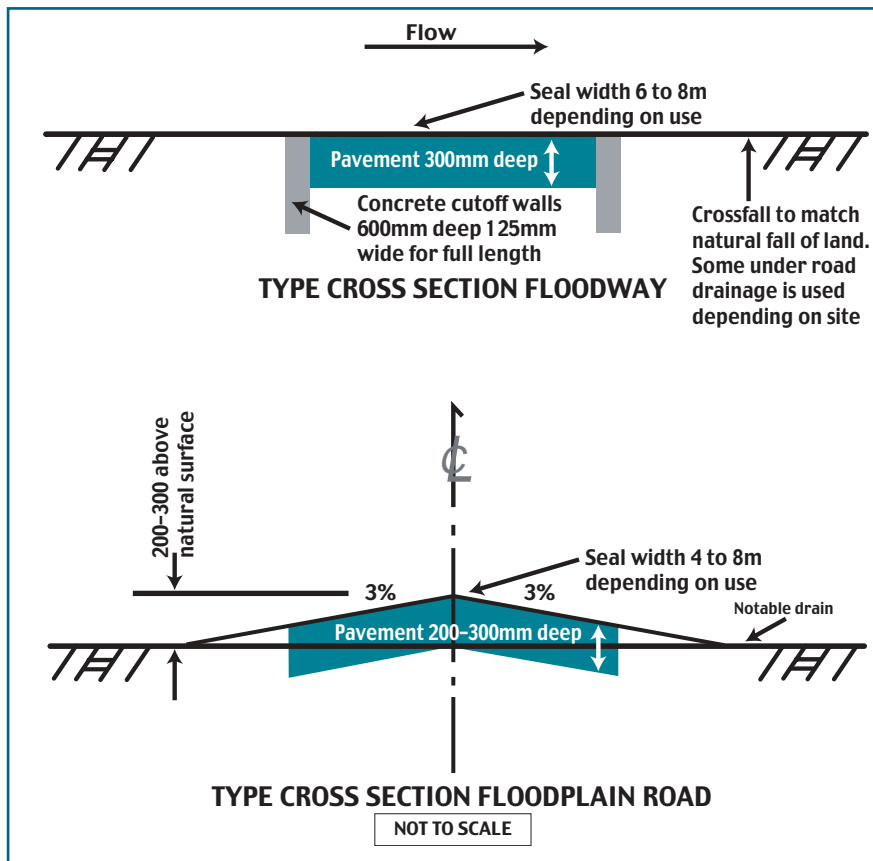 Flow
Seal width 6 to 8m
depending on use
Pavement 300mm deep
Concrete cutoff walls
600mm deep 125mm
wide for full length
Crossfall to match
natural fall of land.
Some under road
drainage is used
depending on site
TYPE CROSS SECTION FLOODWAY
200–300 above
natural surface
℄
Seal width 4 to 8m
depending on use
3%
3%
Notable drain
Pavement 200–300mm deep
TYPE CROSS SECTION FLOODPLAIN ROAD
NOT TO SCALE